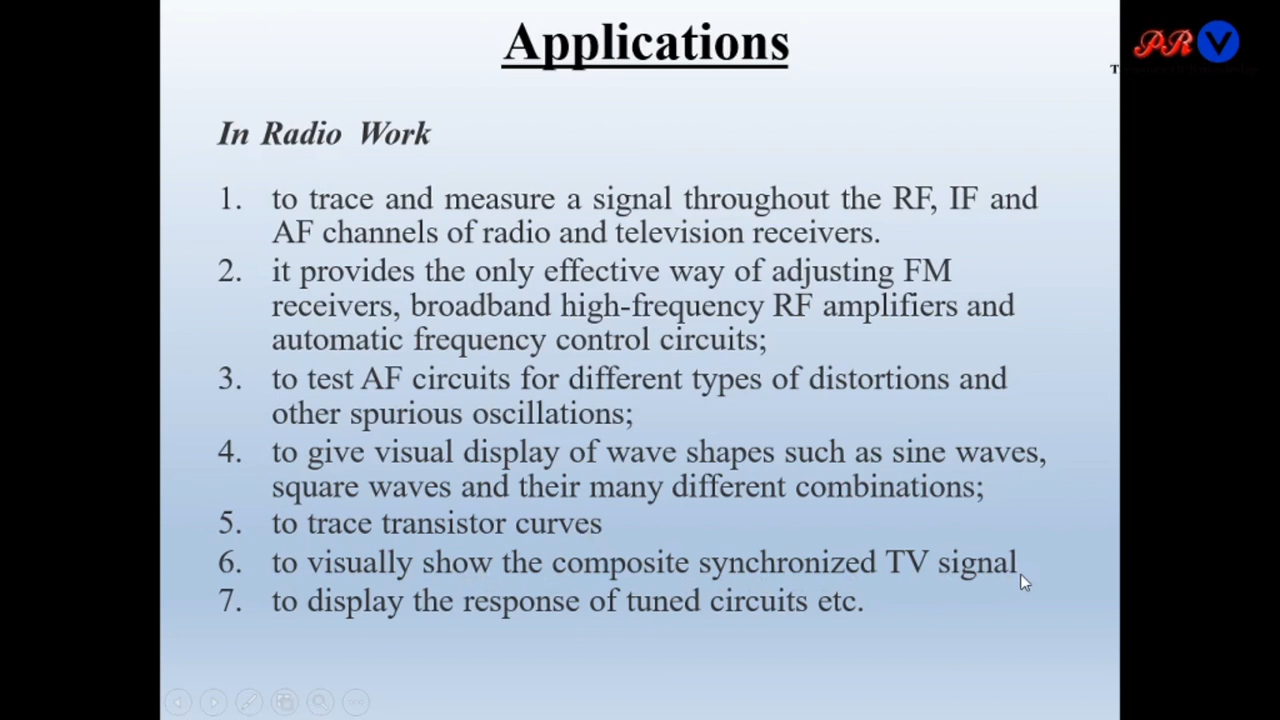 Applications
PR V
In Radio Work
1. to trace and measure a signal throughout the RF, IF and
AF channels of radio and television receivers.
2. it provides the only effective way of adjusting FM
receivers, broadband high-frequency RF amplifiers and
automatic frequency control circuits;
3. to test AF circuits for different types of distortions and
other spurious oscillations;
4. to give visual display of wave shapes such as sine waves,
square waves and their many different combinations;
5. to trace transistor curves
6. to visually show the composite synchronized TV signal
7. to display the response of tuned circuits etc.